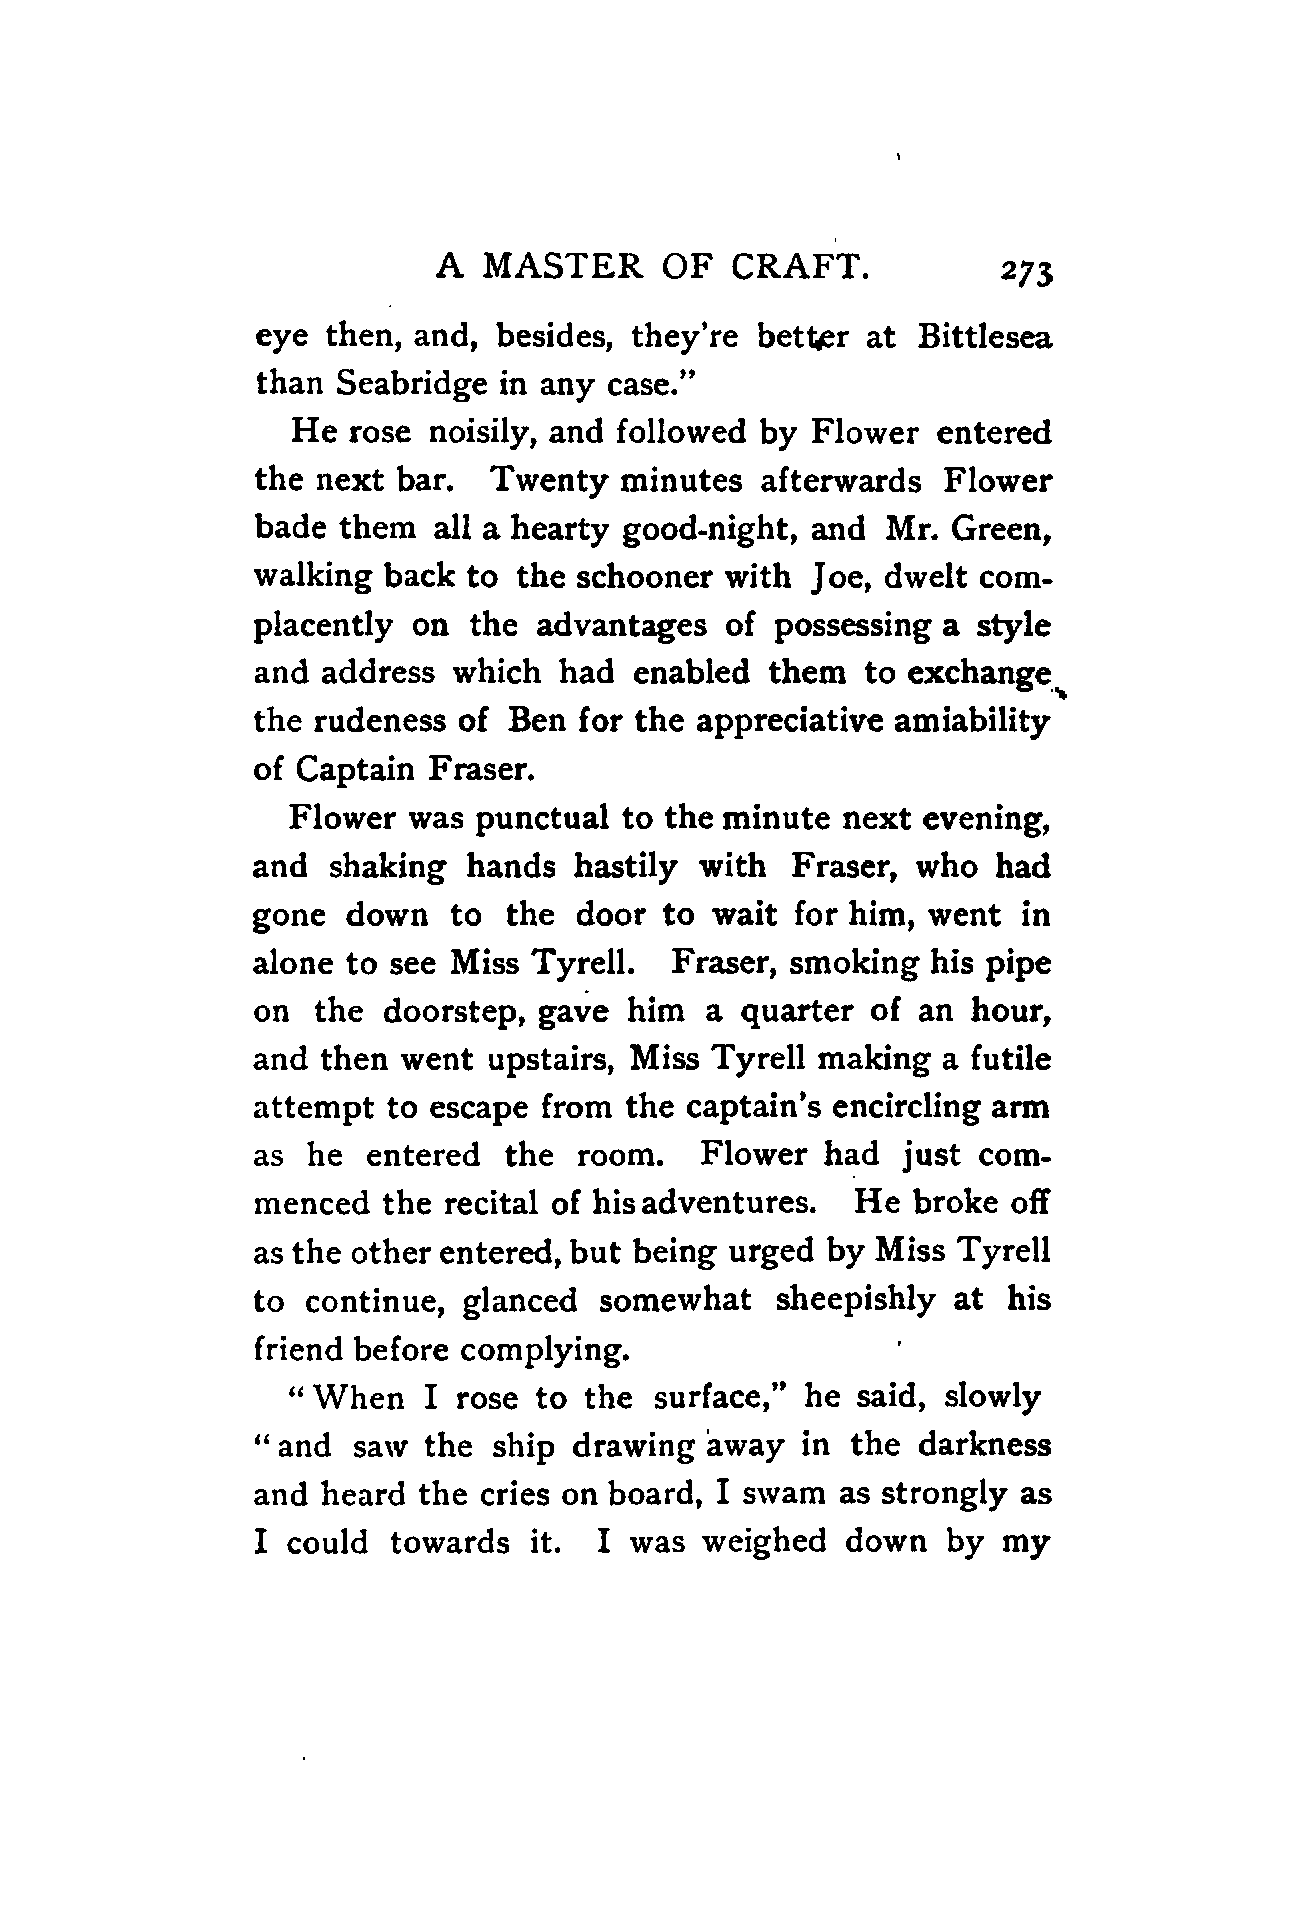 A MASTER OF CRAFT. 273
eye then, and, besides, they're better at Bittlesea
than Seabridge in any case."
He rose noisily, and followed by Flower entered
the next bar. Twenty minutes afterwards Flower
bade them all a hearty good-night, and Mr. Green,
walking back to the schooner with Joe, dwelt com-
placently on the advantages of possessing a style
and address which had enabled them to exchange
the rudeness of Ben for the appreciative amiability
of Captain Fraser.
Flower was punctual to the minute next evening,
and shaking hands hastily with Fraser, who had
gone down to the door to wait for him, went in
alone to see Miss Tyrell. Fraser, smoking his pipe
on the doorstep, gave him a quarter of an hour,
and then went upstairs, Miss Tyrell making a futile
attempt to escape from the captain's encircling arm
as he entered the room. Flower had just com-
menced the recital of his adventures. He broke off
as the other entered, but being urged by Miss Tyrell
to continue, glanced somewhat sheepishly at his
friend before complying.
"When I rose to the surface," he said, slowly
"and saw the ship drawing away in the darkness
and heard the cries on board, I swam as strongly as
I could towards it. I was weighed down by my